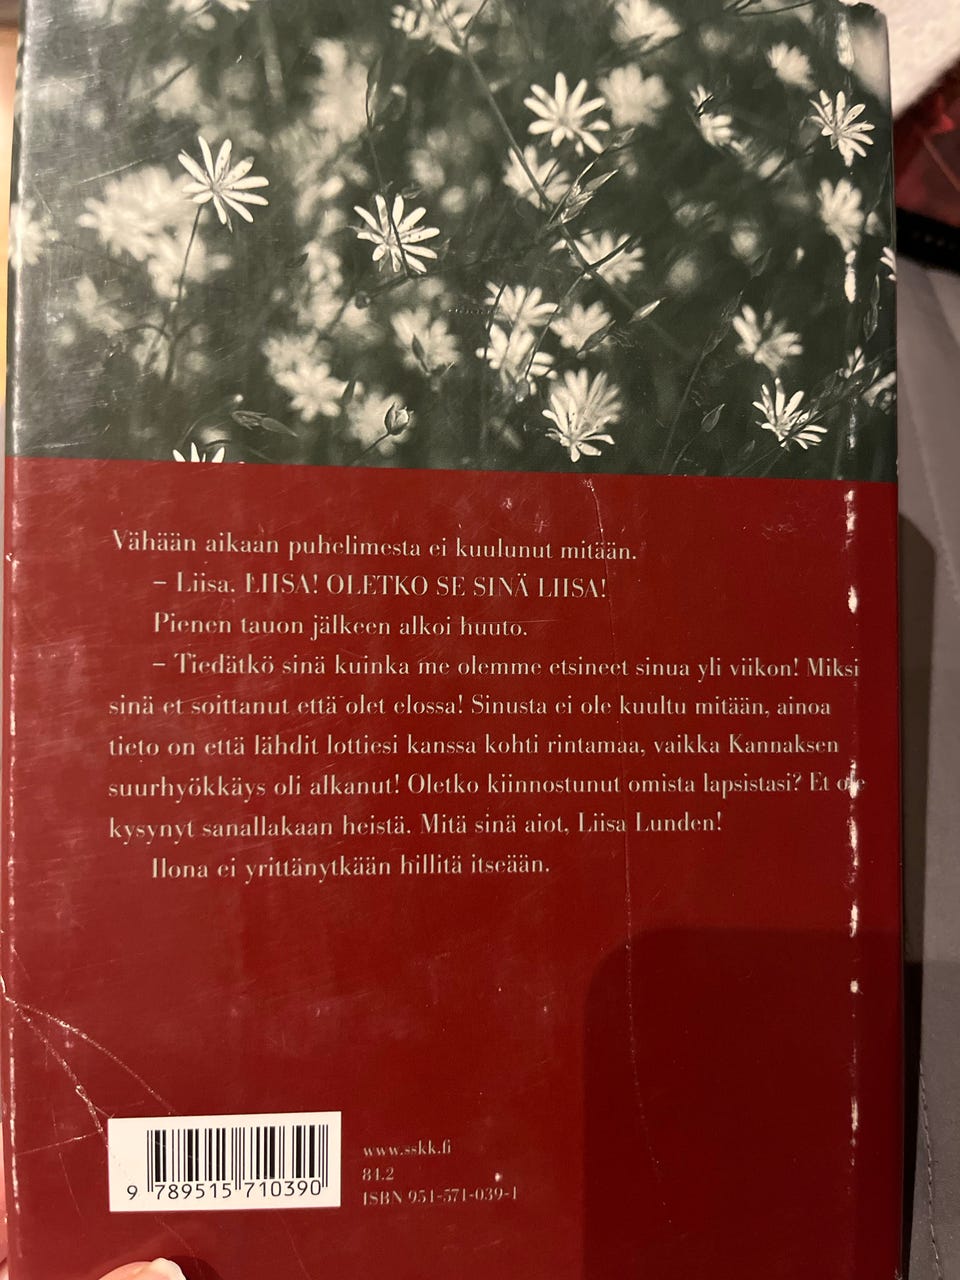 Vähään aikaan puhelimesta ei kuulunut mitään.
– Liisa. LIISA! OLETKO SE SINÄ LIISA!
Pienen tauon jälkeen alkoi huuto.
– Tiedätkö sinä kuinka me olemme etsineet sinua yli viikon! Miksi
sinä et soittanut että olet elossa! Sinusta ei ole kuultu mitään, ainoa
tieto on että lähdit lottiesi kanssa kohti rintamaa, vaikka Kannaksen
suurhyökkäys oli alkanut! Oletko kiinnostunut omista lapsistasi? Et ole
kysynyt sanallakaan heistä. Mitä sinä aiot, Liisa Lunden!
Ilona ei yrittänytkään hillitä itseään.
www.sskk.fi
84.2
ISBN 951-571-039-1
9 789515 710390